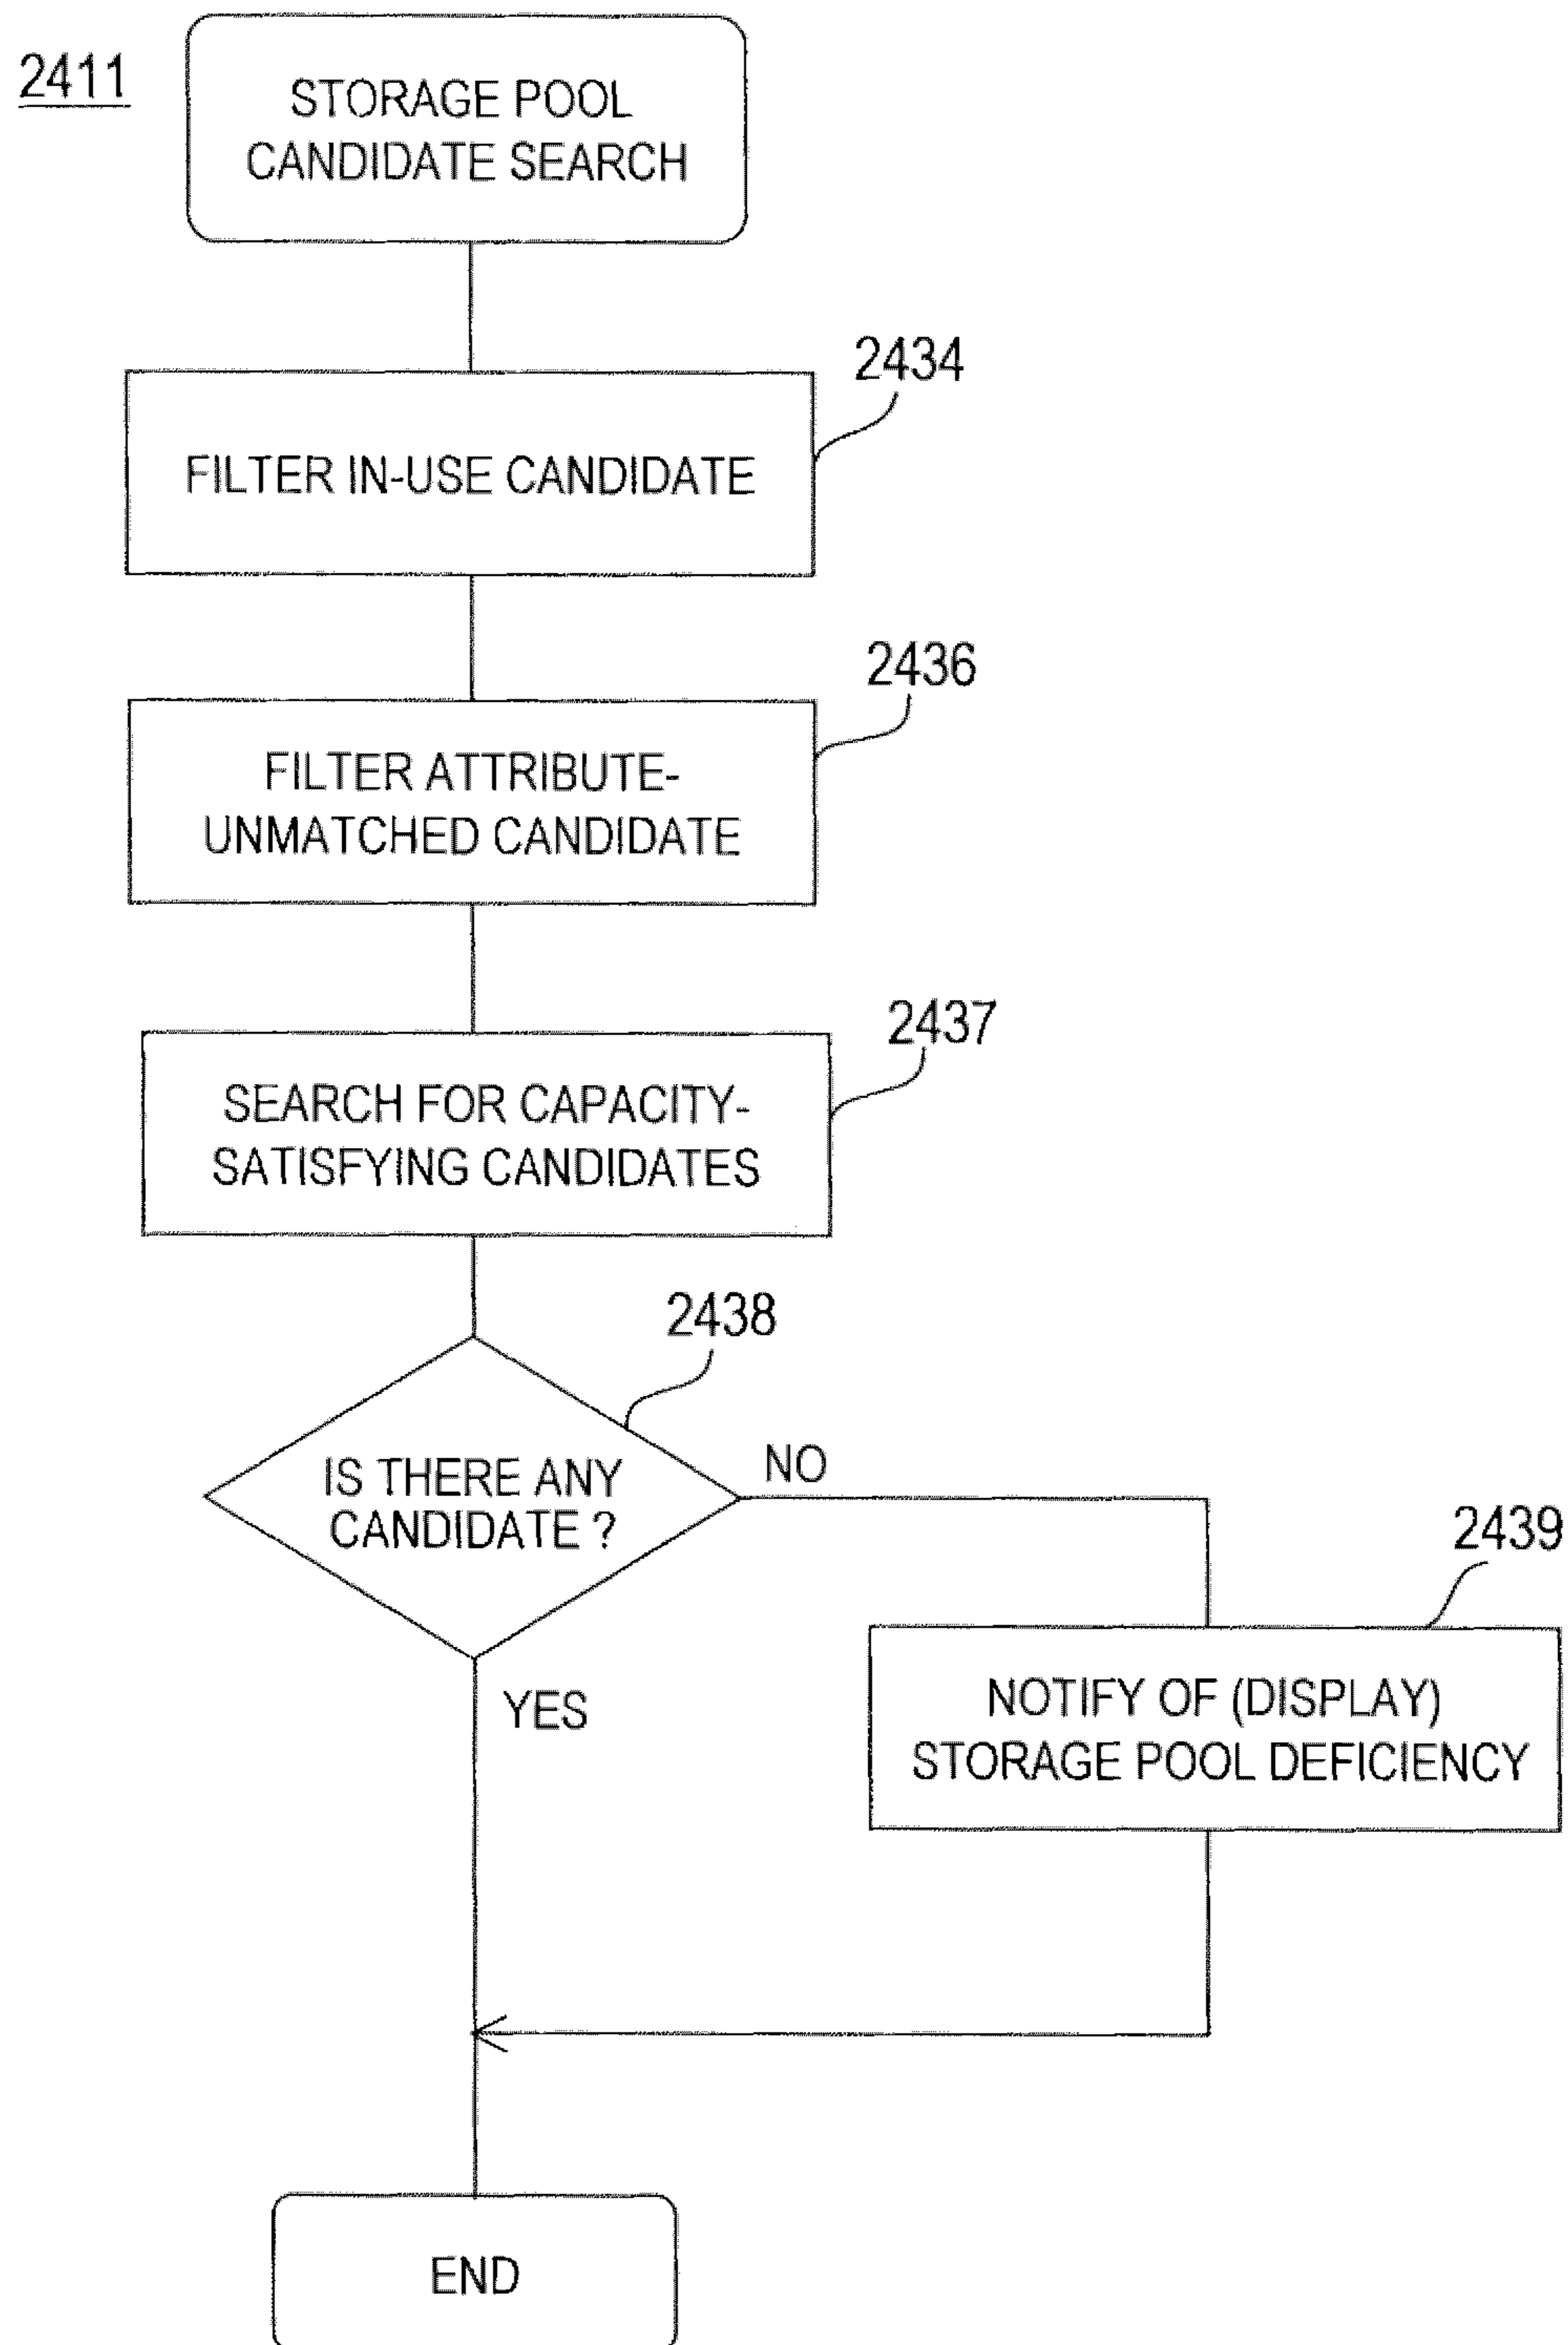 2411
STORAGE POOL
CANDIDATE SEARCH
2434
FILTER IN-USE CANDIDATE
2436
FILTER ATTRIBUTE-
UNMATCHED CANDIDATE
2437
SEARCH FOR CAPACITY-
SATISFYING CANDIDATES
2438
IS THERE ANY
CANDIDATE ?
NO
YES
2439
NOTIFY OF (DISPLAY)
STORAGE POOL DEFICIENCY
END